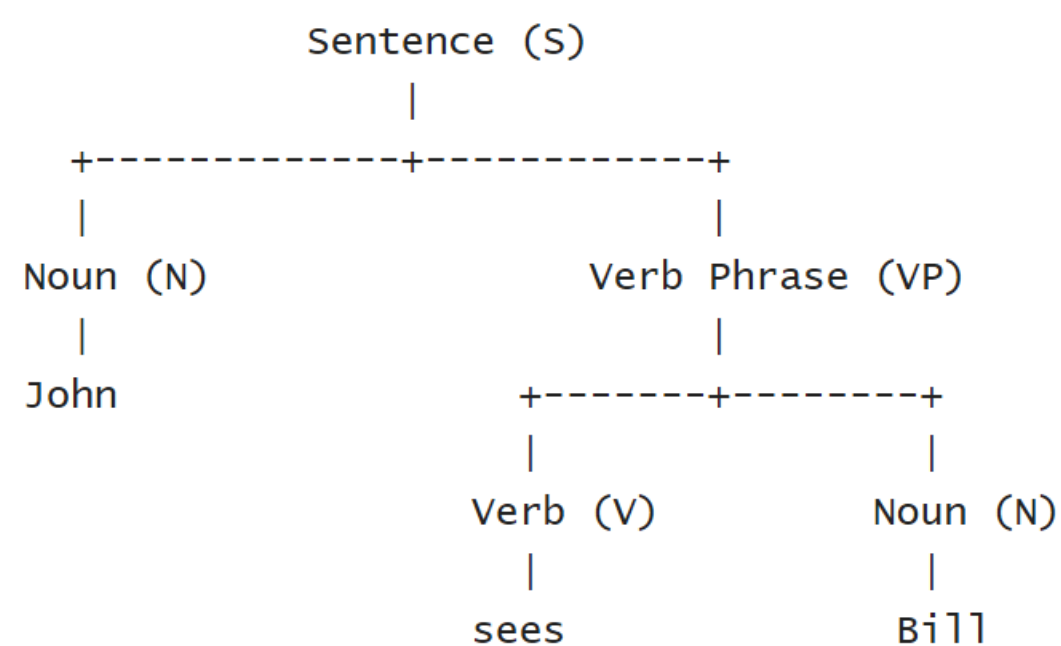 Sentence (S)
|
+-------------+------------+
| |
Noun (N) Verb Phrase (VP)
| |
John +-------+--------+
| |
Verb (V) Noun (N)
| |
sees Bill